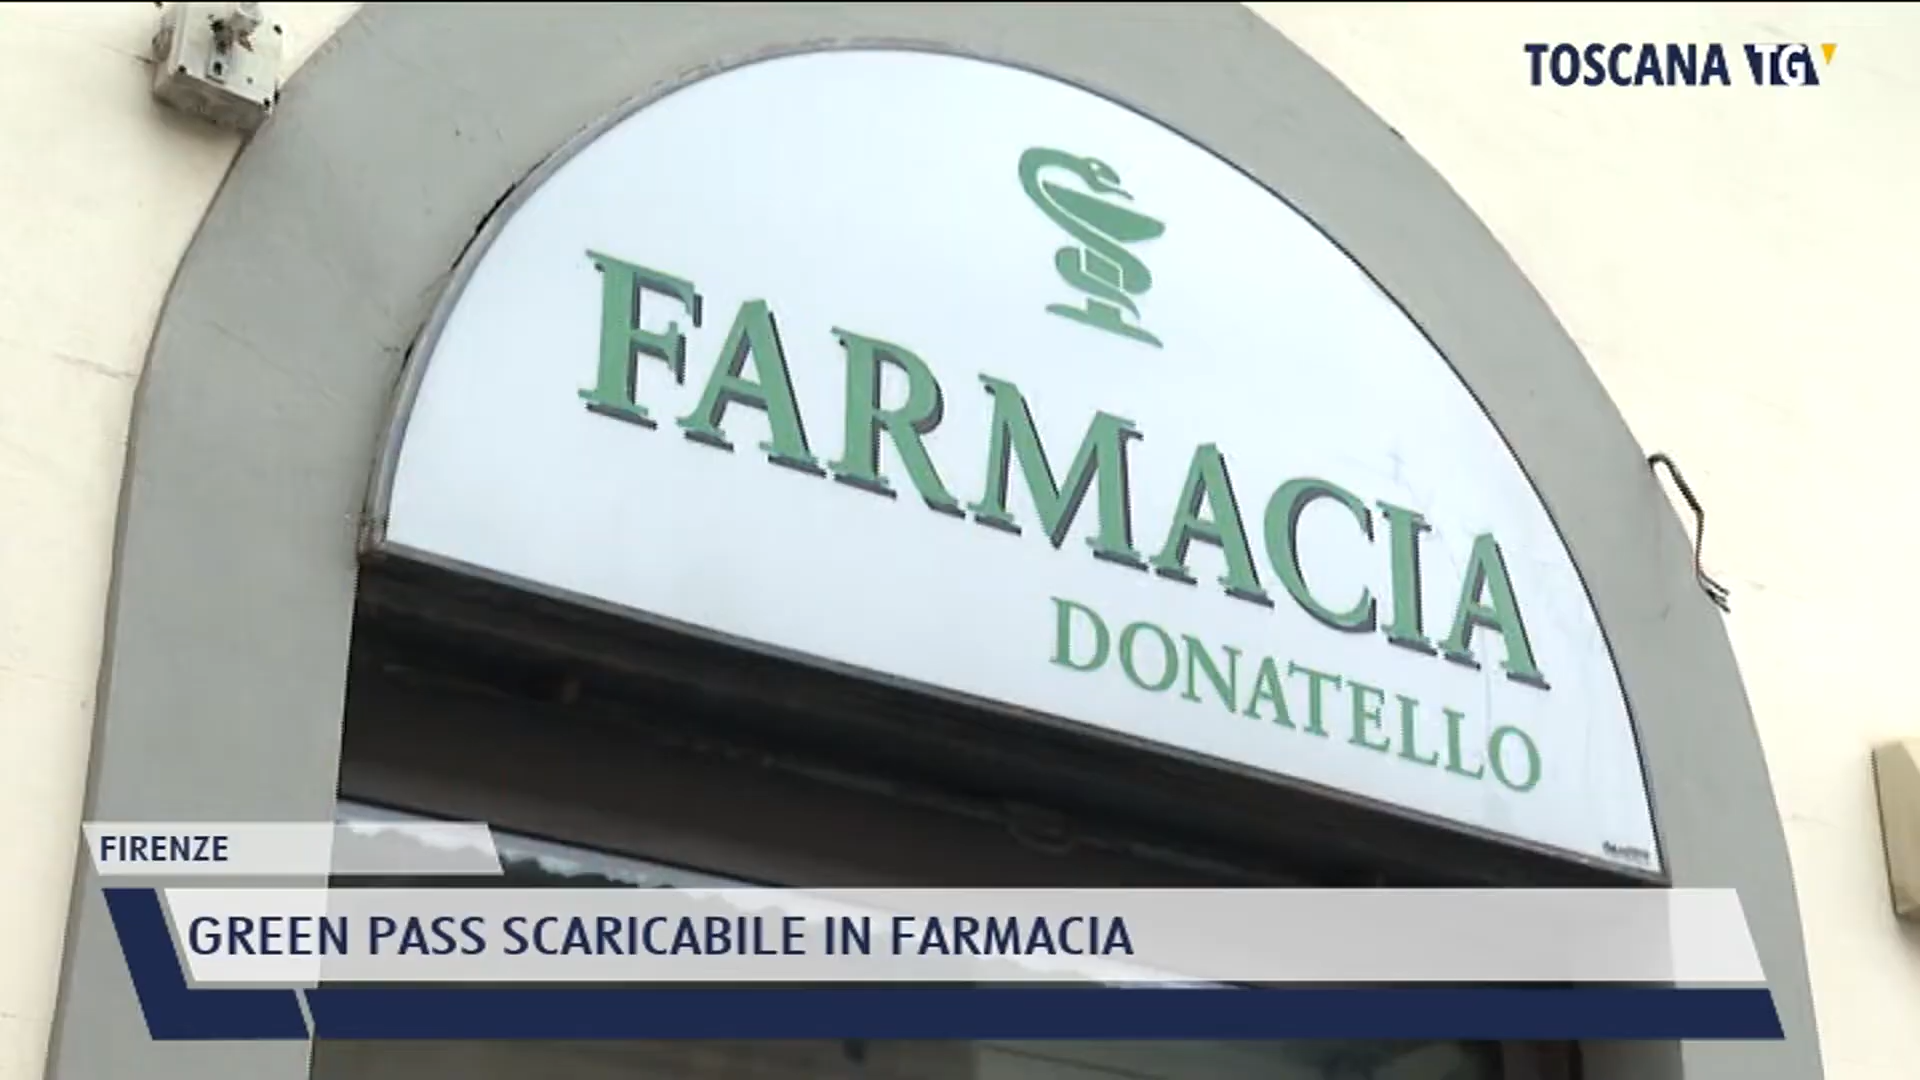 TOSCANA TG
FARMACIA
DONATELLO
FIRENZE
GREEN PASS SCARICABILE IN FARMACIA